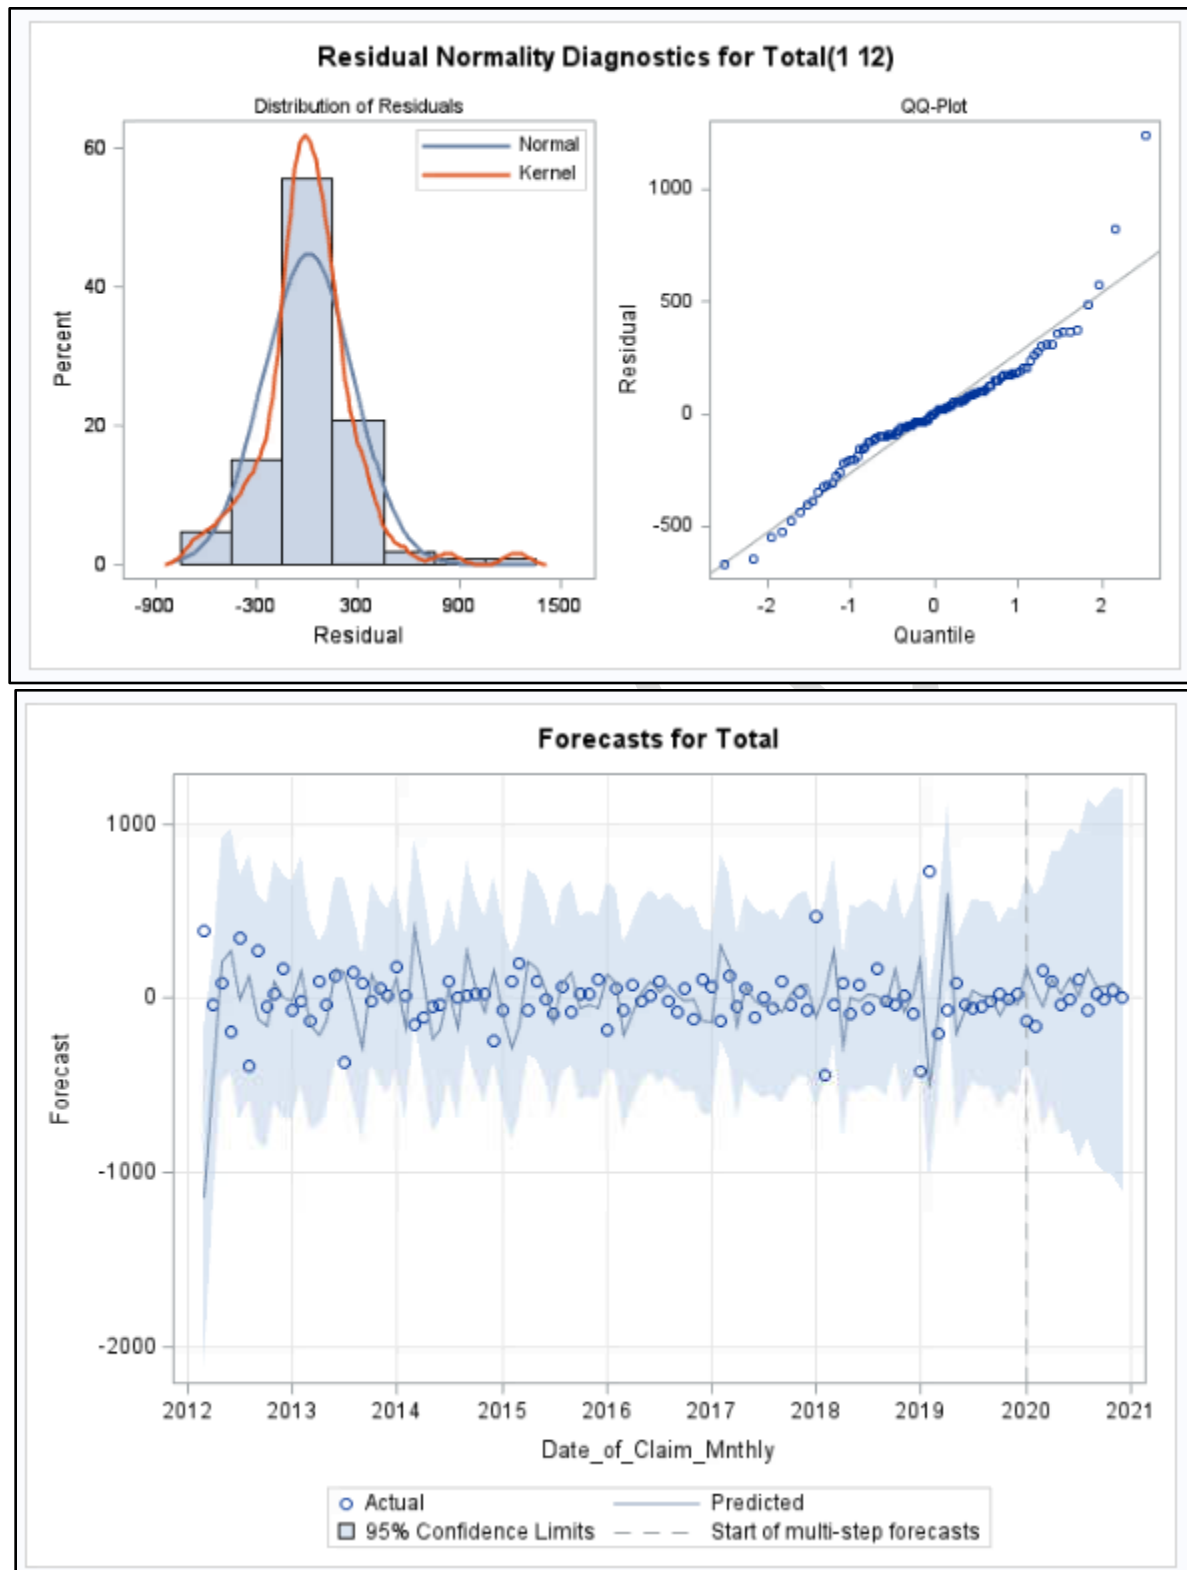 Residual Normality Diagnostics for Total(1 12)
Distribution of Residuals
QQ-Plot
Normal
Kernel
60
40
20
0
Percent
-900 -300 300 900 1500
Residual
1000
500
0
-500
Residual
-2 -1 0 1 2
Quantile
Forecasts for Total
1000
0
-1000
-2000
Forecast
2012 2013 2014 2015 2016 2017 2018 2019 2020 2021
Date_of_Claim_Mnthly
Actual Predicted
95% Confidence Limits Start of multi-step forecasts